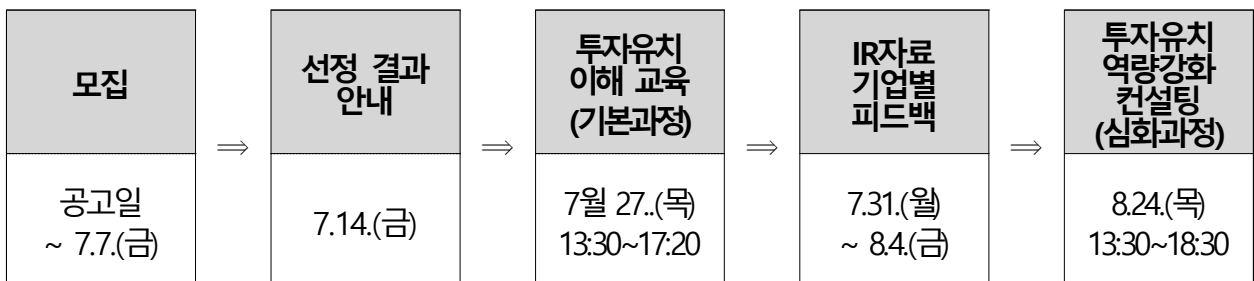 모집
선정 결과
안내
투자유치
이해 교육
(기본과정)
IR자료
기업별
피드백
투자유치
역량강화
컨설팅
(심화과정)
⇒
⇒
⇒
⇒
공고일
~ 7.7.(금)
7.14.(금)
7월 27..(목)
13:30~17:20
7.31.(월)
~ 8.4.(금)
8.24.(목)
13:30~18:30